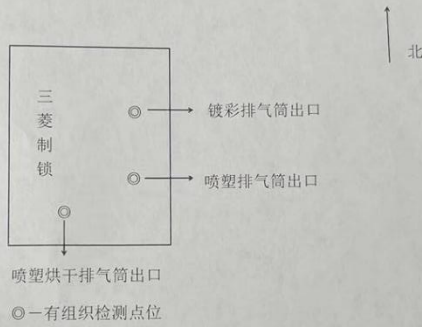 北
三菱制锁
镀彩排气筒出口
喷塑排气筒出口
喷塑烘干排气筒出口
◎－有组织检测点位